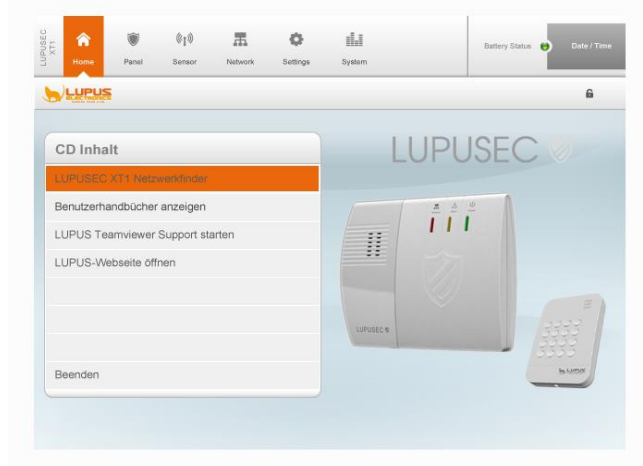 LUPUSEC
XT1
Home
Panel
Sensor
Network
Settings
System
Battery Status
Date / Time
LUPUS
ELECTRONICS
CD Inhalt
LUPUSEC
LUPUSEC XT1 Netzwerkfinder
Benutzerhandbücher anzeigen
LUPUS Teamviewer Support starten
LUPUS-Webseite öffnen
Beenden
LUPUSEC
LUPUS